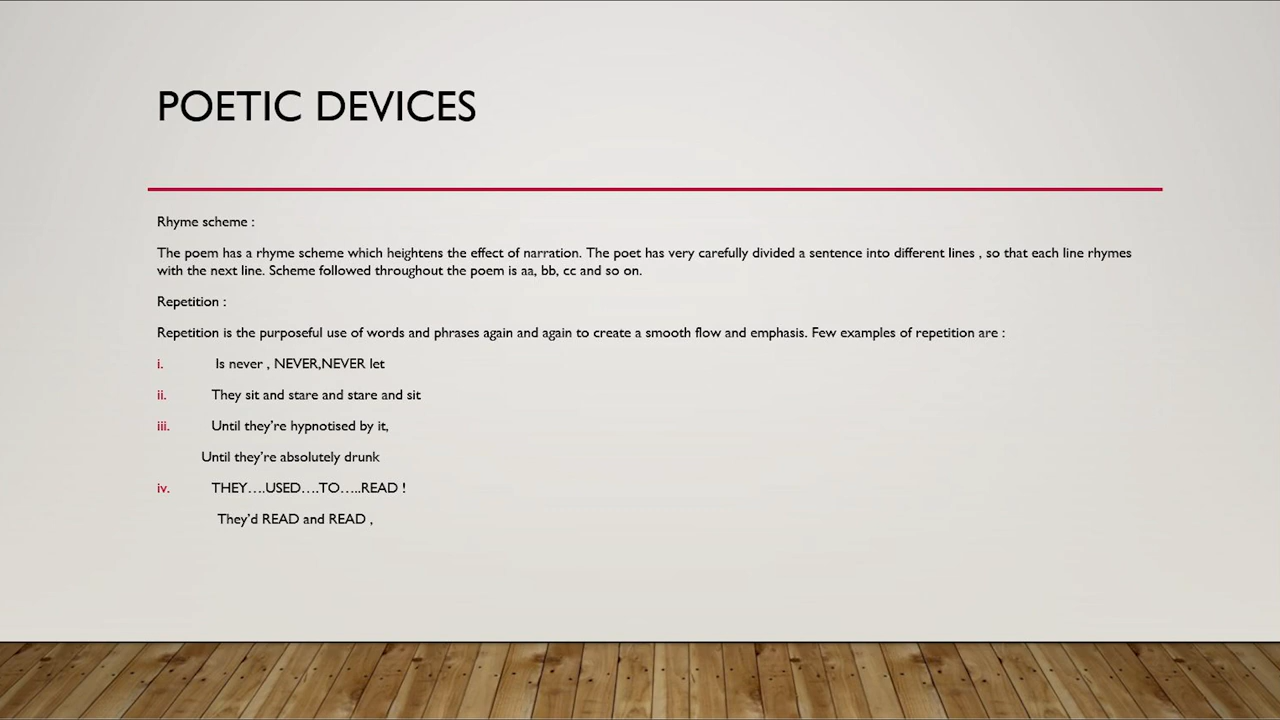 POETIC DEVICES
Rhyme scheme :
The poem has a rhyme scheme which heightens the effect of narration. The poet has very carefully divided a sentence into different lines , so that each line rhymes
with the next line. Scheme followed throughout the poem is aa, bb, cc and so on.
Repetition :
Repetition is the purposeful use of words and phrases again and again to create a smooth flow and emphasis. Few examples of repetition are :
i. Is never , NEVER,NEVER let
ii. They sit and stare and stare and sit
iii. Until they're hypnotised by it,
Until they're absolutely drunk
iv. THEY….USED….TO…..READ !
They'd READ and READ ,